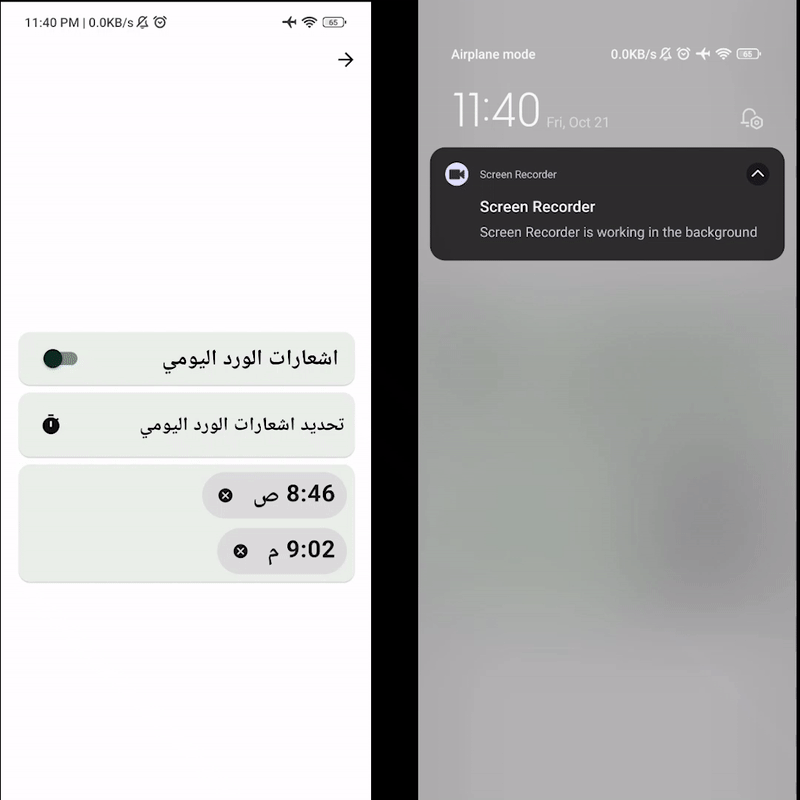 11:40 PM | 0.0KB/s
65
اشعارات الورد اليومي
تحديد اشعارات الورد اليومي
8:46 ص
9:02 م
Airplane mode
0.0KB/s
65
11:40 Fri, Oct 21
Screen Recorder
Screen Recorder
Screen Recorder is working in the background